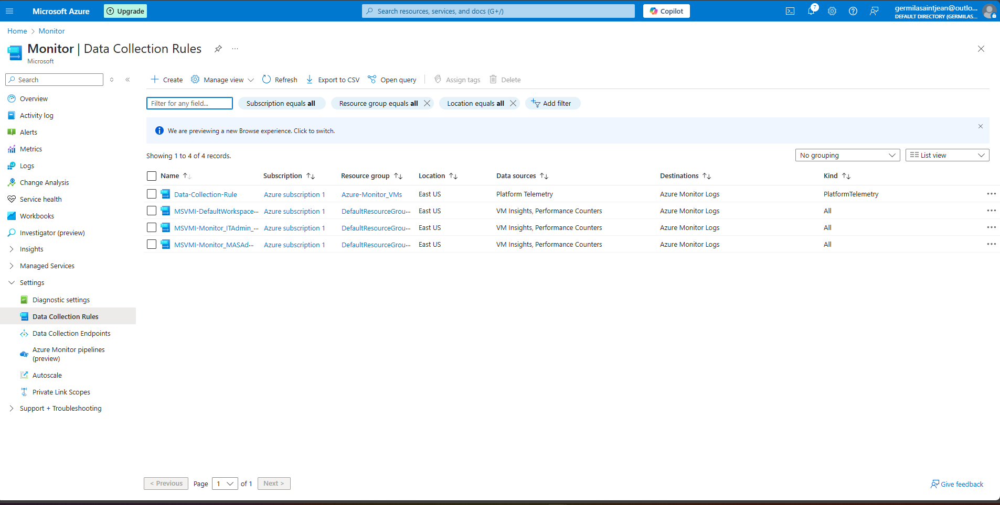 Microsoft Azure
Upgrade
Search resources, services, and docs (G+/)
Copilot
7
germilasaintjean@outlo...
DEFAULT DIRECTORY (GERMILAS...
Home > Monitor
Monitor | Data Collection Rules
...
Microsoft
Search
Create
Manage view
Refresh
Export to CSV
Open query
Assign tags
Delete
Overview
Activity log
Alerts
Metrics
Logs
Change Analysis
Service health
Workbooks
Investigator (preview)
Insights
Managed Services
Settings
Diagnostic settings
Data Collection Rules
Data Collection Endpoints
Azure Monitor pipelines
(preview)
Autoscale
Private Link Scopes
Support + Troubleshooting
Filter for any field...
Subscription equals all
Resource group equals all
Location equals all
Add filter
We are previewing a new Browse experience. Click to switch.
Showing 1 to 4 of 4 records.
No grouping
List view
Name Subscription Resource group Location Data sources Destinations Kind
Data-Collection-Rule Azure subscription 1 Azure-Monitor_VMs East US Platform Telemetry Azure Monitor Logs PlatformTelemetry
MSVMI-DefaultWorkspace... Azure subscription 1 DefaultResourceGrou... East US VM Insights, Performance Counters Azure Monitor Logs All
MSVMI-Monitor_ITAdmin_... Azure subscription 1 DefaultResourceGrou... East US VM Insights, Performance Counters Azure Monitor Logs All
MSVMI-Monitor_MASAd... Azure subscription 1 DefaultResourceGrou... East US VM Insights, Performance Counters Azure Monitor Logs All
< Previous Page 1 of 1 Next >
Give feedback